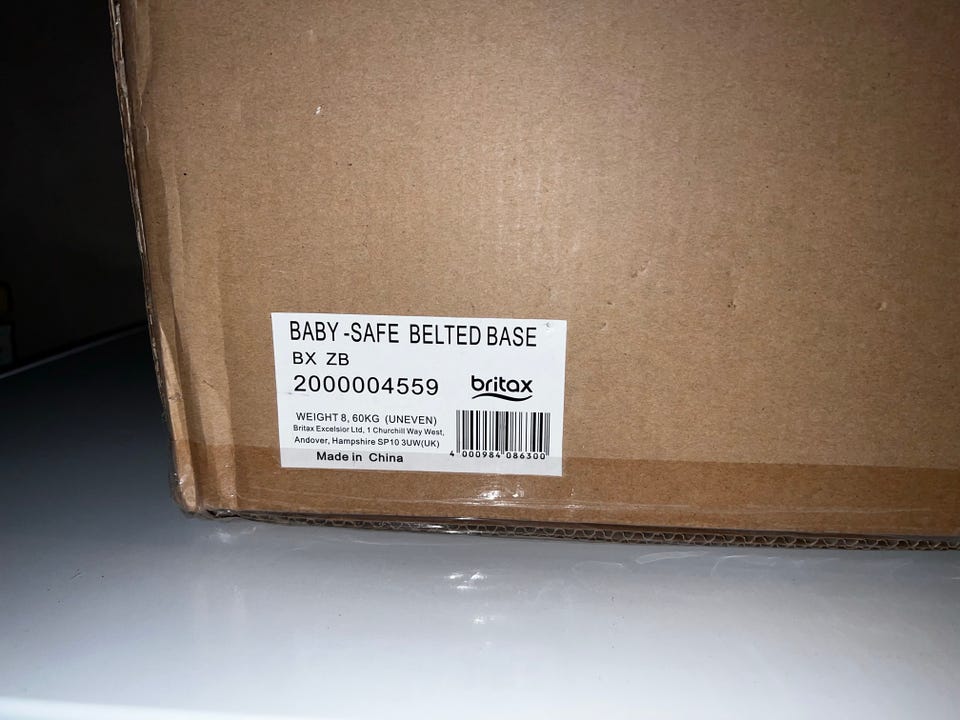 BABY -SAFE BELTED BASE
BX ZB
2000004559
britax
WEIGHT 8, 60KG (UNEVEN)
Britax Excelsior Ltd, 1 Churchill Way West,
Andover, Hampshire SP10 3UW(UK)
Made in China
4 000984 086300